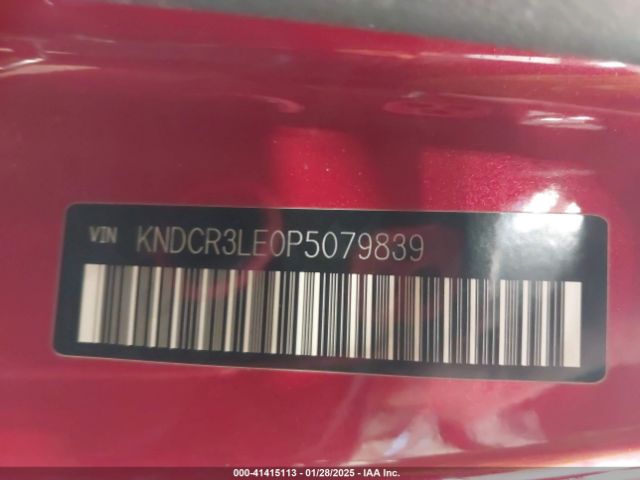 VIN KNDCR3LE0P5079839
000-41415113 - 01/28/2025 - IAA Inc.